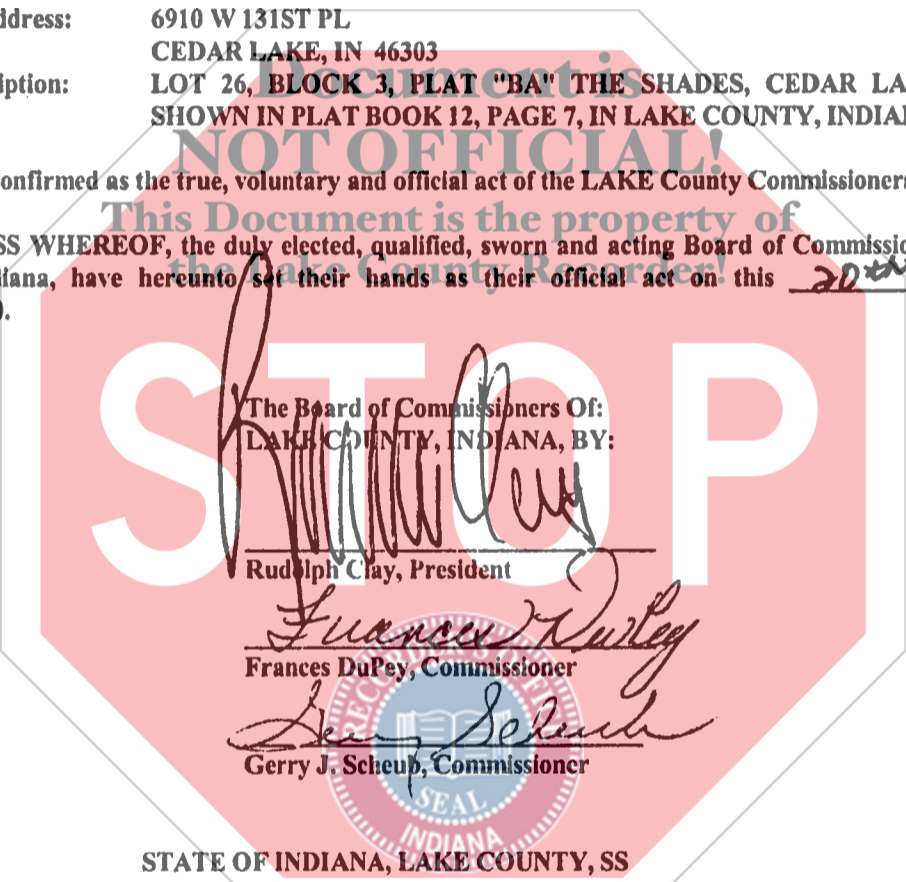 ddress: 6910 W 131ST PL
CEDAR LAKE, IN 46303
iption: LOT 26, BLOCK 3, PLAT "BA" THE SHADES, CEDAR LA
SHOWN IN PLAT BOOK 12, PAGE 7, IN LAKE COUNTY, INDIA
Document is
NOT OFFICIAL!
onfirmed as the true, voluntary and official act of the LAKE County Commissioner
This Document is the property of
SS WHEREOF, the duly elected, qualified, sworn and acting Board of Commissio
the Lake County Recorder!
diana, have hereunto set their hands as their official act on this 20th
).
STOP
The Board of Commissioners Of:
LAKE COUNTY, INDIANA, BY:
Rudolph Clay, President
Frances DuPey
Frances DuPey, Commissioner
Gerry J. Scheub, Commissioner
RECORDER'S OFFICE
SEAL
INDIANA
STATE OF INDIANA, LAKE COUNTY, SS